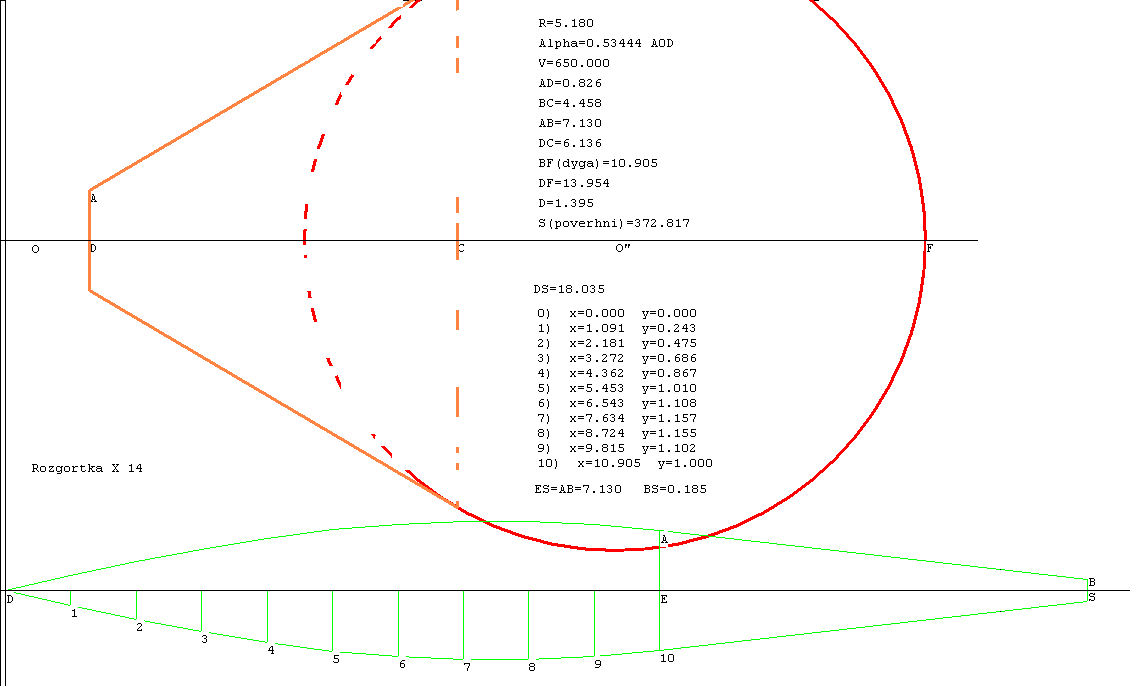 R=5.180
Alpha=0.53444 AOD
V=650.000
AD=0.826
BC=4.458
AB=7.130
DC=6.136
BF(dyga)=10.905
DF=13.954
D=1.395
S(poverhni)=372.817
A
O D C O" F
DS=18.035
0) x=0.000 y=0.000
1) x=1.091 y=0.243
2) x=2.181 y=0.475
3) x=3.272 y=0.686
4) x=4.362 y=0.867
5) x=5.453 y=1.010
6) x=6.543 y=1.108
7) x=7.634 y=1.157
8) x=8.724 y=1.155
9) x=9.815 y=1.102
10) x=10.905 y=1.000
ES=AB=7.130 BS=0.185
Rozgortka X 14
A
B
D E S
1 2 3 4 5 6 7 8 9 10